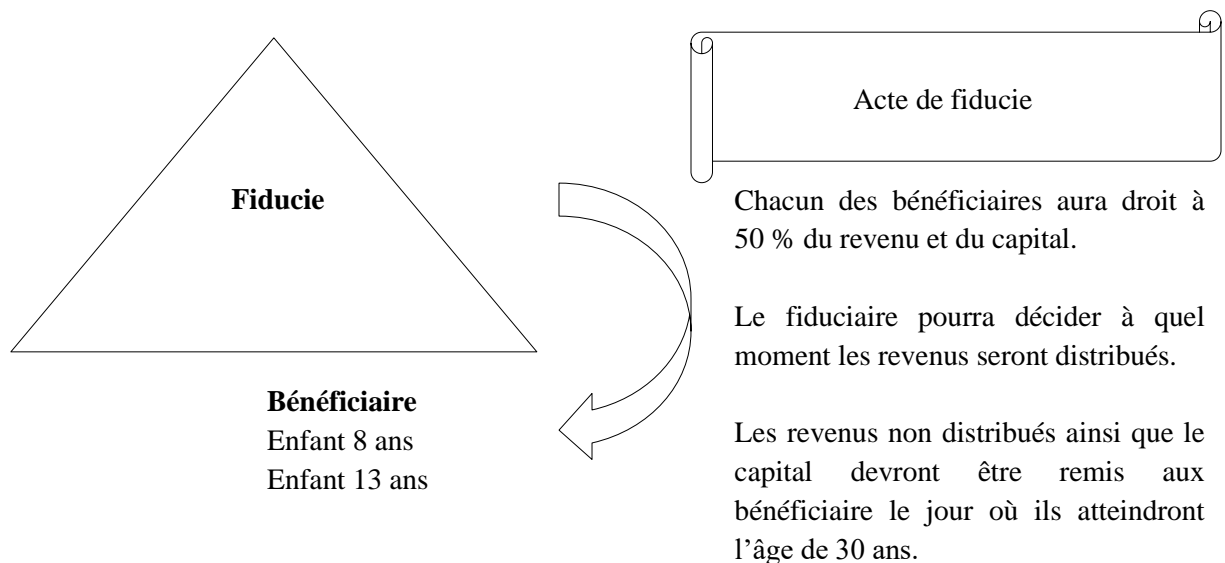 Acte de fiducie
Fiducie
Chacun des bénéficiaires aura droit à
50 % du revenu et du capital.
Le fiduciaire pourra décider à quel
moment les revenus seront distribués.
Bénéficiaire
Enfant 8 ans
Enfant 13 ans
Les revenus non distribués ainsi que le
capital devront être remis aux
bénéficiaire le jour où ils atteindront
l'âge de 30 ans.